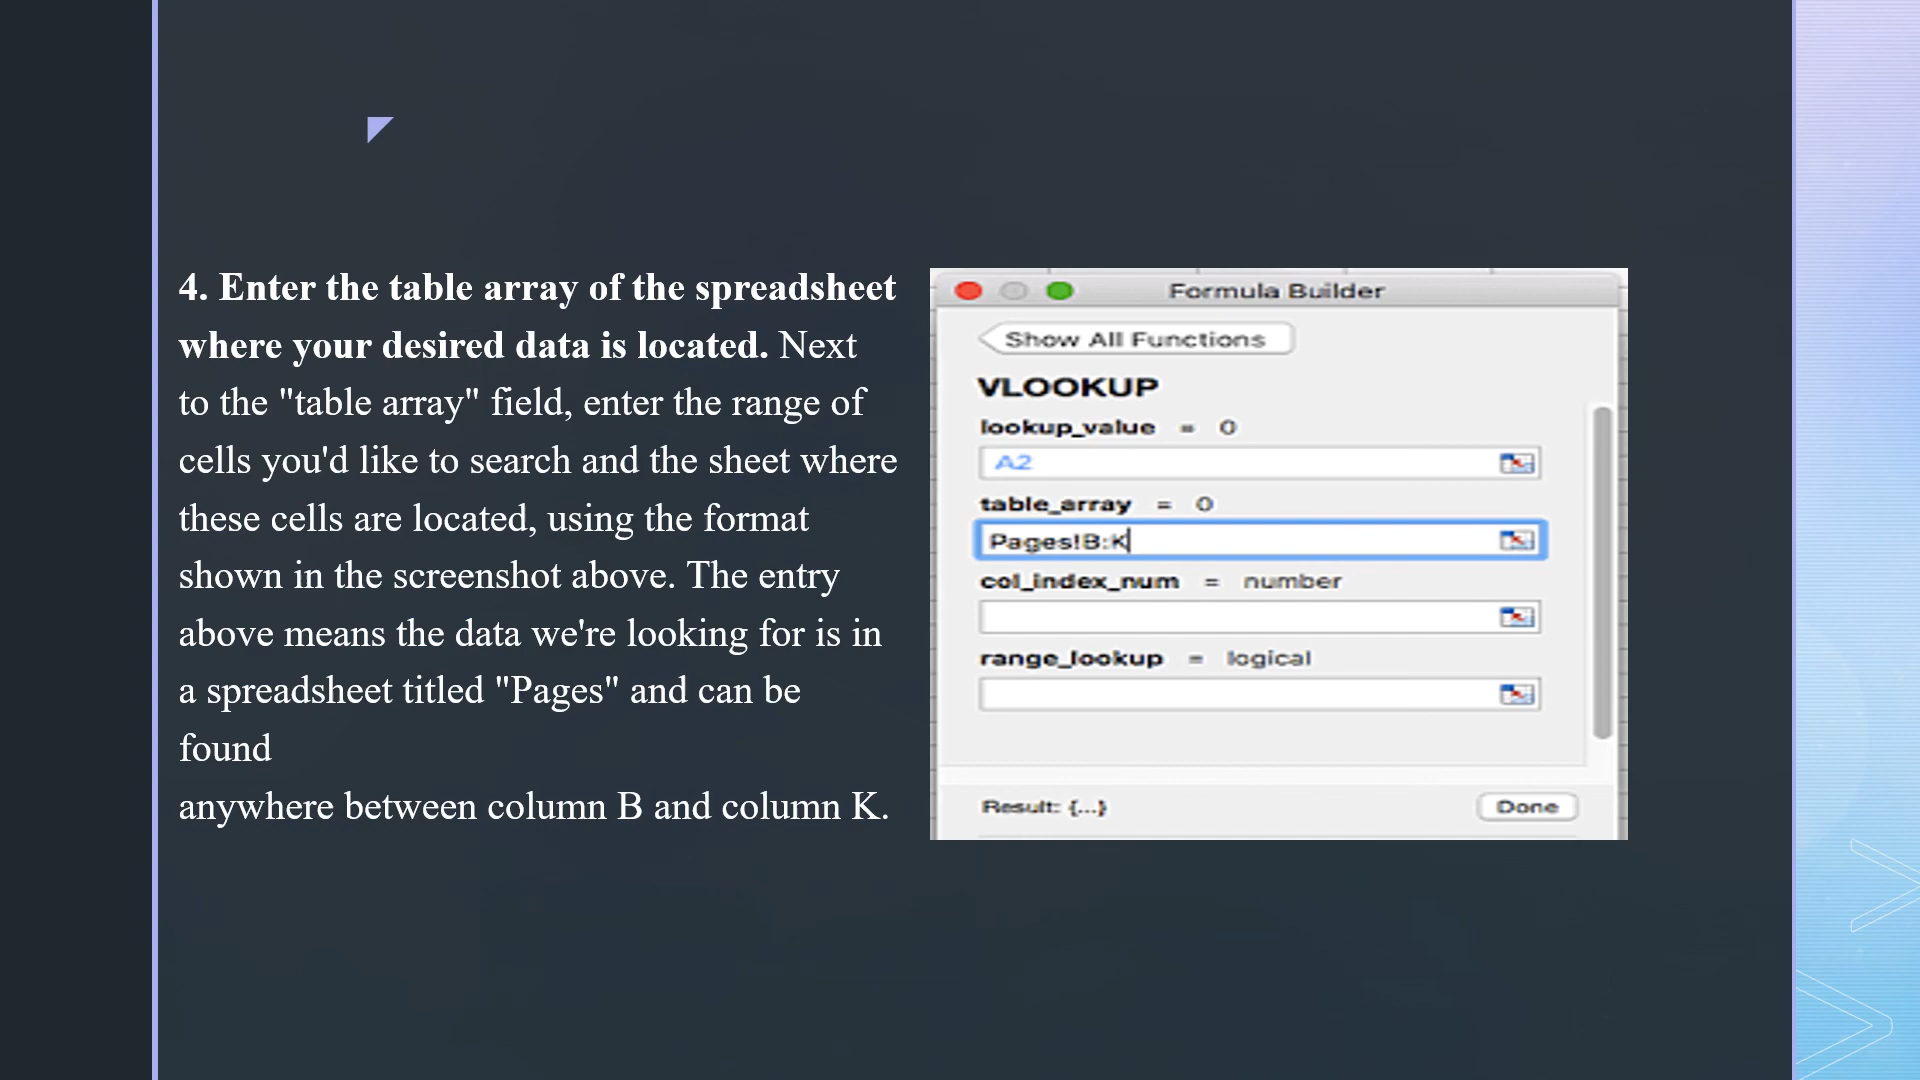 4. Enter the table array of the spreadsheet
where your desired data is located. Next
to the "table array" field, enter the range of
cells you'd like to search and the sheet where
these cells are located, using the format
shown in the screenshot above. The entry
above means the data we're looking for is in
a spreadsheet titled "Pages" and can be
found
anywhere between column B and column K.
Formula Builder
Show All Functions
VLOOKUP
lookup_value = 0
A2
table_array = 0
Pages!B:K
col_index_num = number
range_lookup = logical
Result: {...}
Done